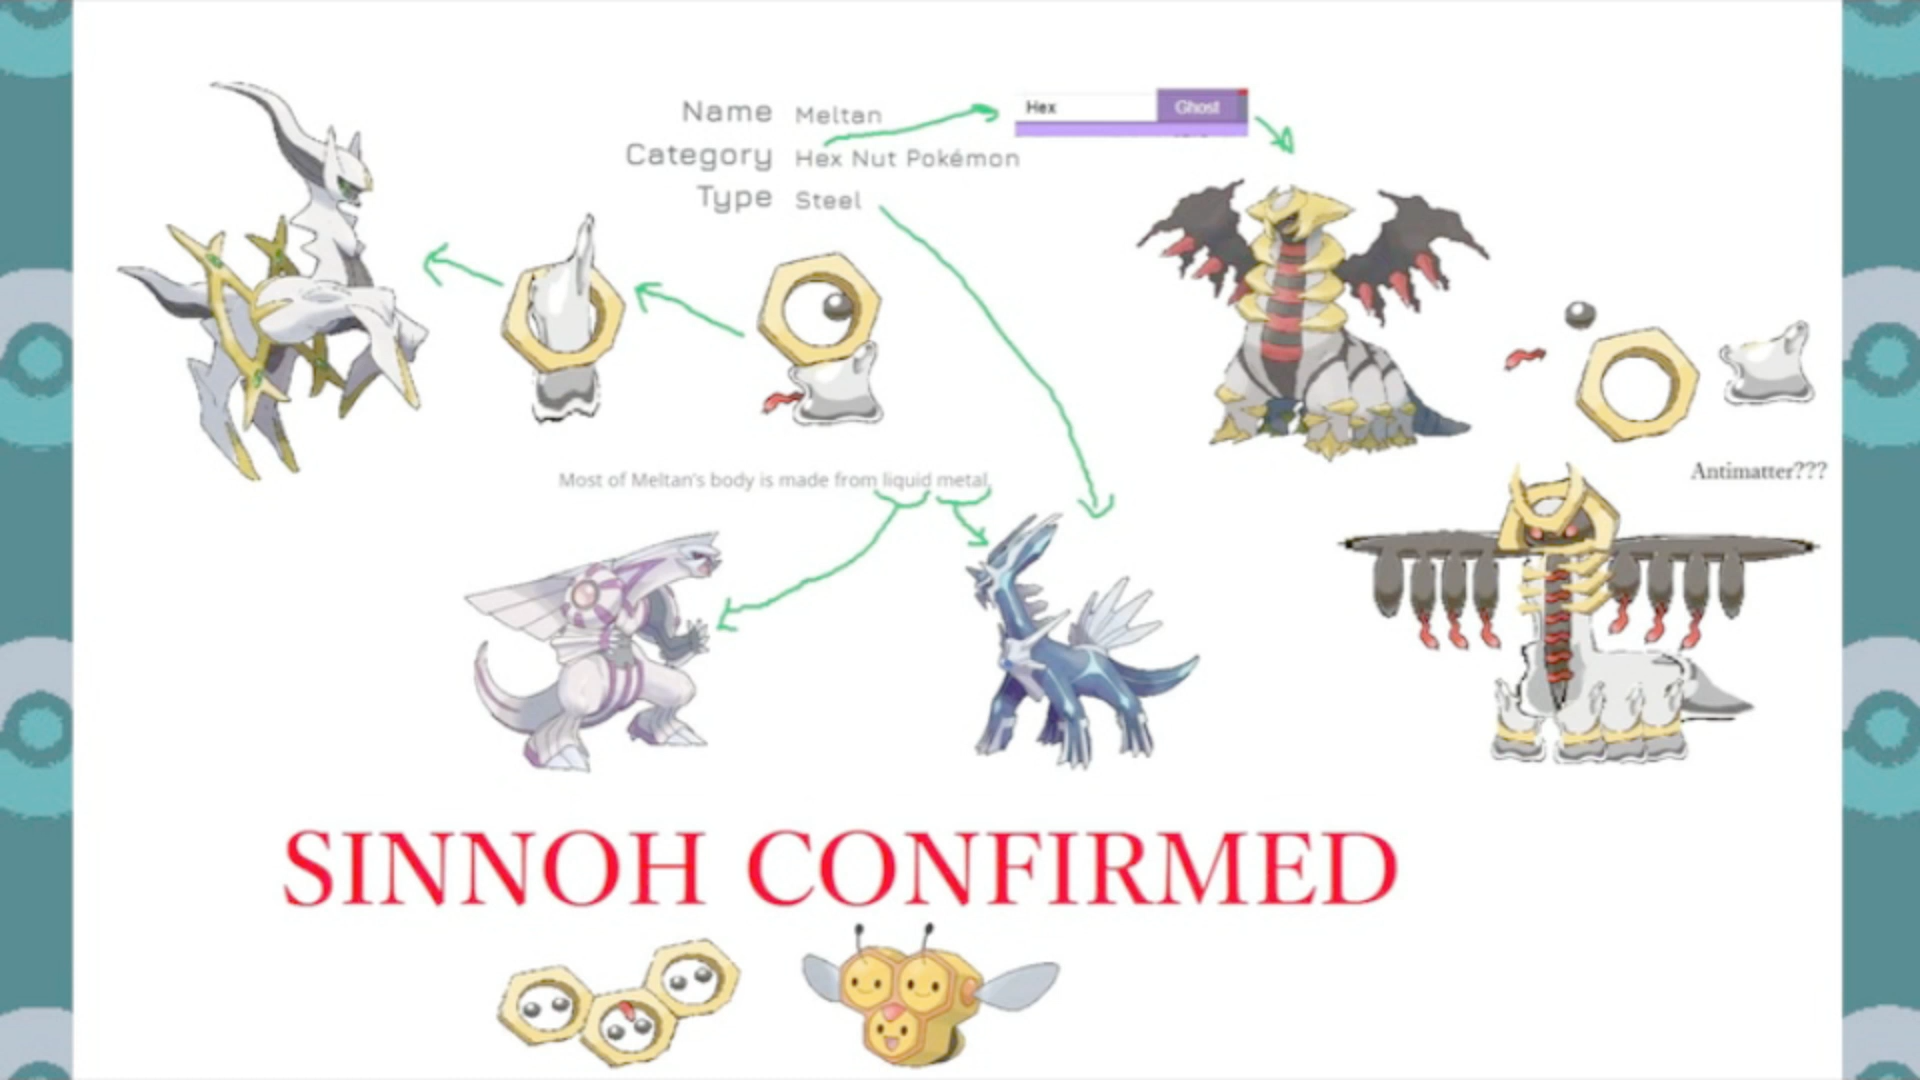 Name Meltan
Hex Ghost
Category Hex Nut Pokémon
Type Steel
Antimatter???
Most of Meltan's body is made from liquid metal.
SINNOH CONFIRMED